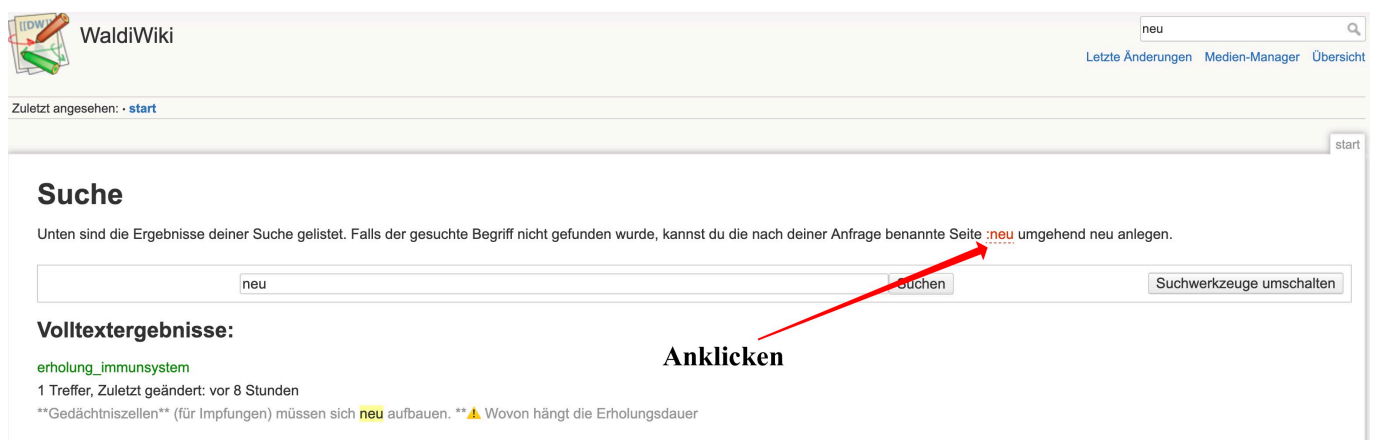 [[DW]]
WaldiWiki
neu
Letzte Änderungen Medien-Manager Übersicht
Zuletzt angesehen: • start
start
Suche
Unten sind die Ergebnisse deiner Suche gelistet. Falls der gesuchte Begriff nicht gefunden wurde, kannst du die nach deiner Anfrage benannte Seite :neu umgehend neu anlegen.
neu Suchen Suchwerkzeuge umschalten
Volltextergebnisse:
Anklicken
erholung_immunsystem
1 Treffer, Zuletzt geändert: vor 8 Stunden
**Gedächtniszellen** (für Impfungen) müssen sich neu aufbauen. **⚠️ Wovon hängt die Erholungsdauer